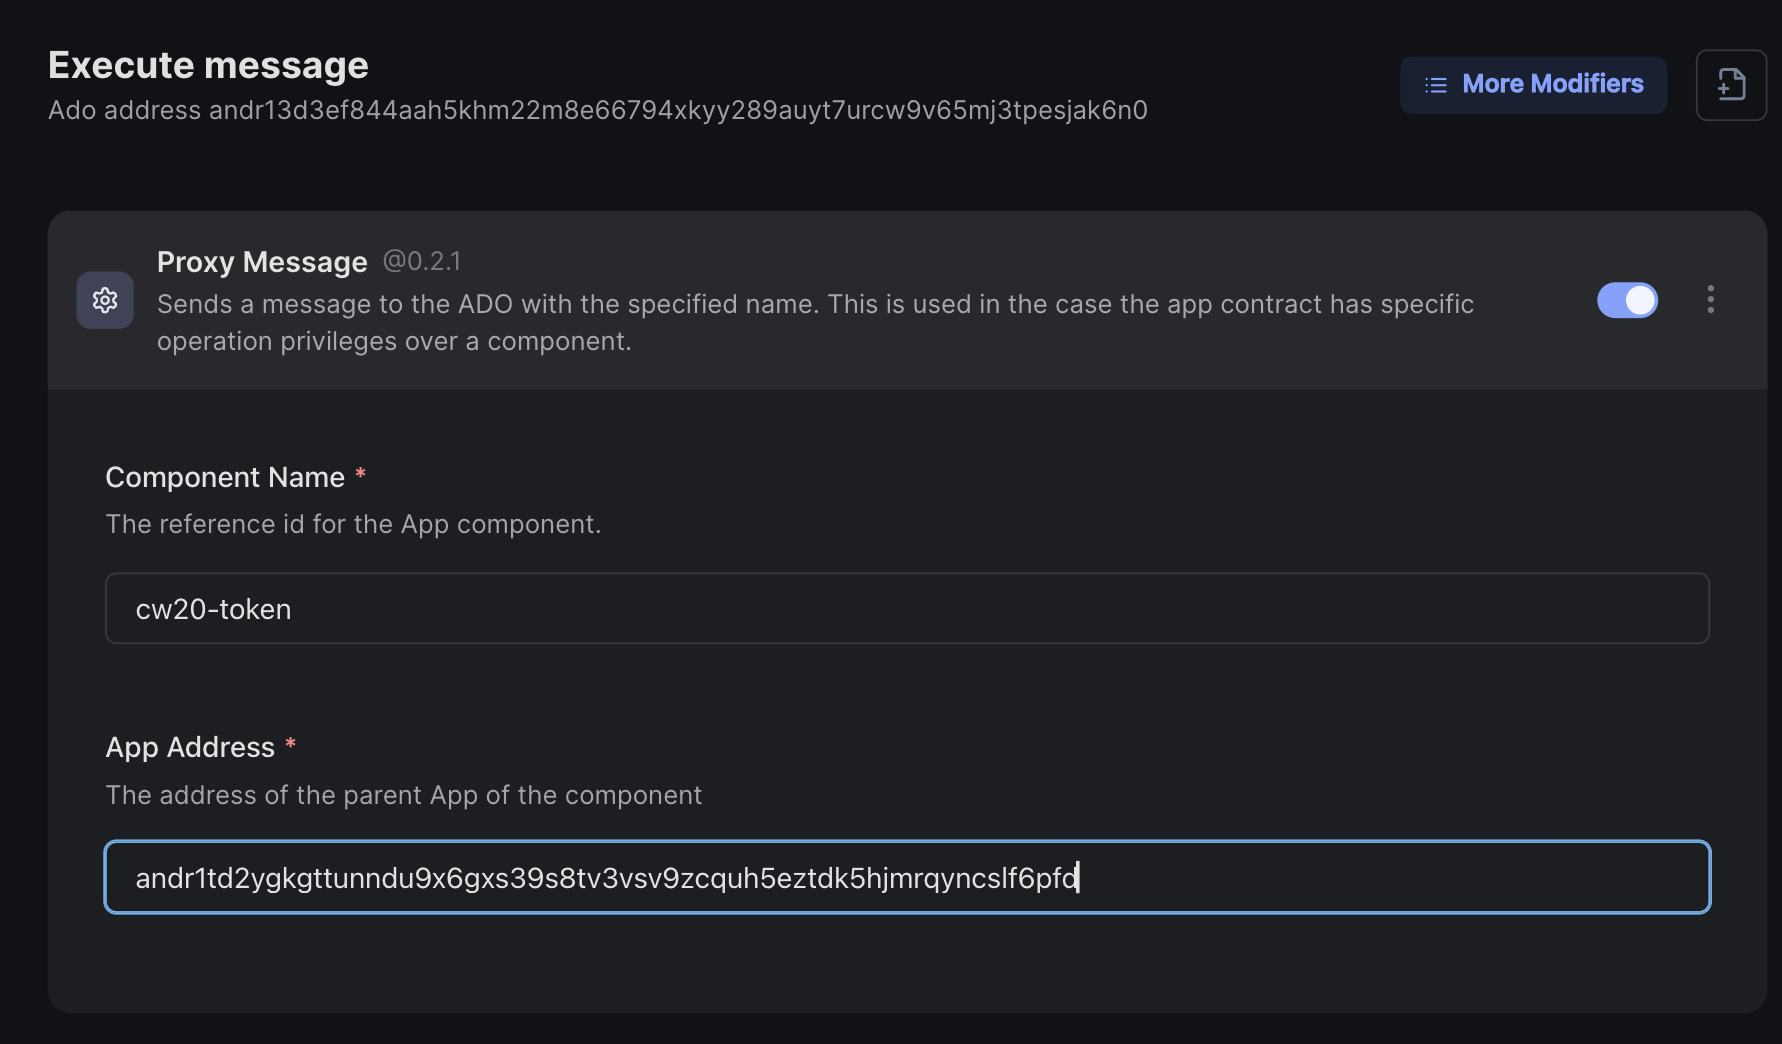 Execute message
Ado address andr13d3ef844aah5khm22m8e66794xkyy289auyt7urcw9v65mj3tpesjak6n0
More Modifiers
Proxy Message @0.2.1
Sends a message to the ADO with the specified name. This is used in the case the app contract has specific
operation privileges over a component.
Component Name *
The reference id for the App component.
cw20-token
App Address *
The address of the parent App of the component
andr1td2ygkgttunndu9x6gxs39s8tv3vsv9zcquh5eztdk5hjmrqyncslf6pfd